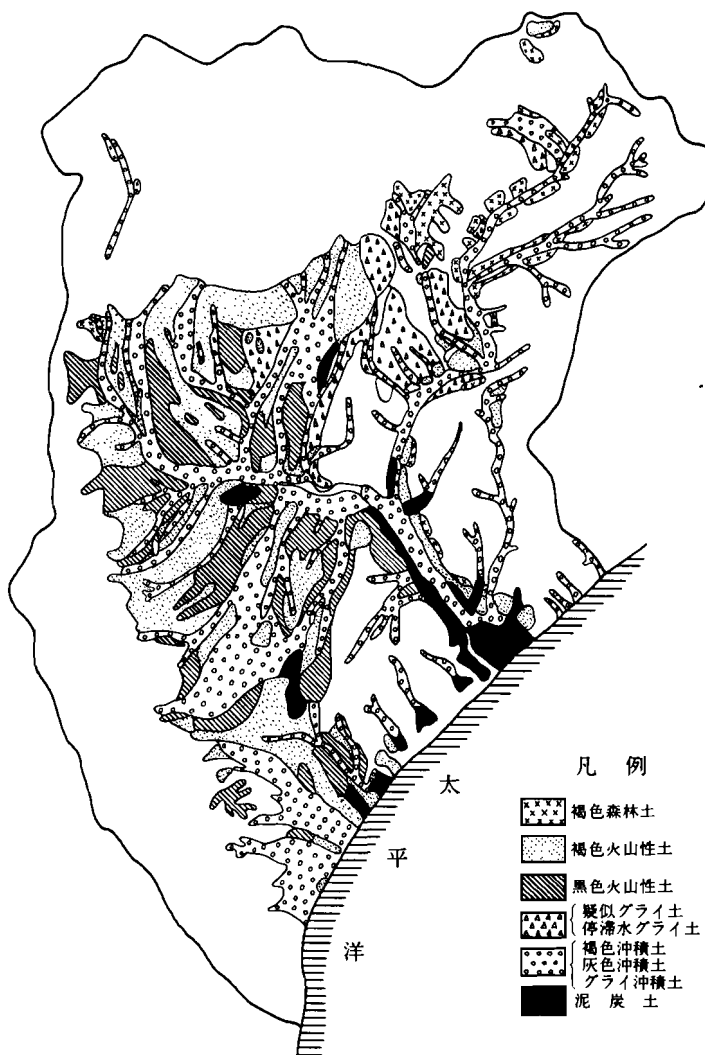 太
平
洋
凡例
褐色森林土
褐色火山性土
黒色火山性土
疑似グライ土
停滞水グライ土
褐色沖積土
灰色沖積土
グライ沖積土
泥炭土